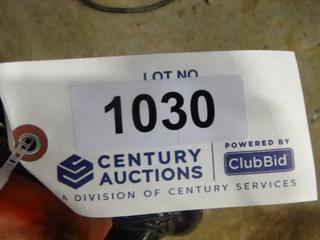 LOT NO
1030
CENTURY
AUCTIONS
POWERED BY
ClubBid
A DIVISION OF CENTURY SERVICES